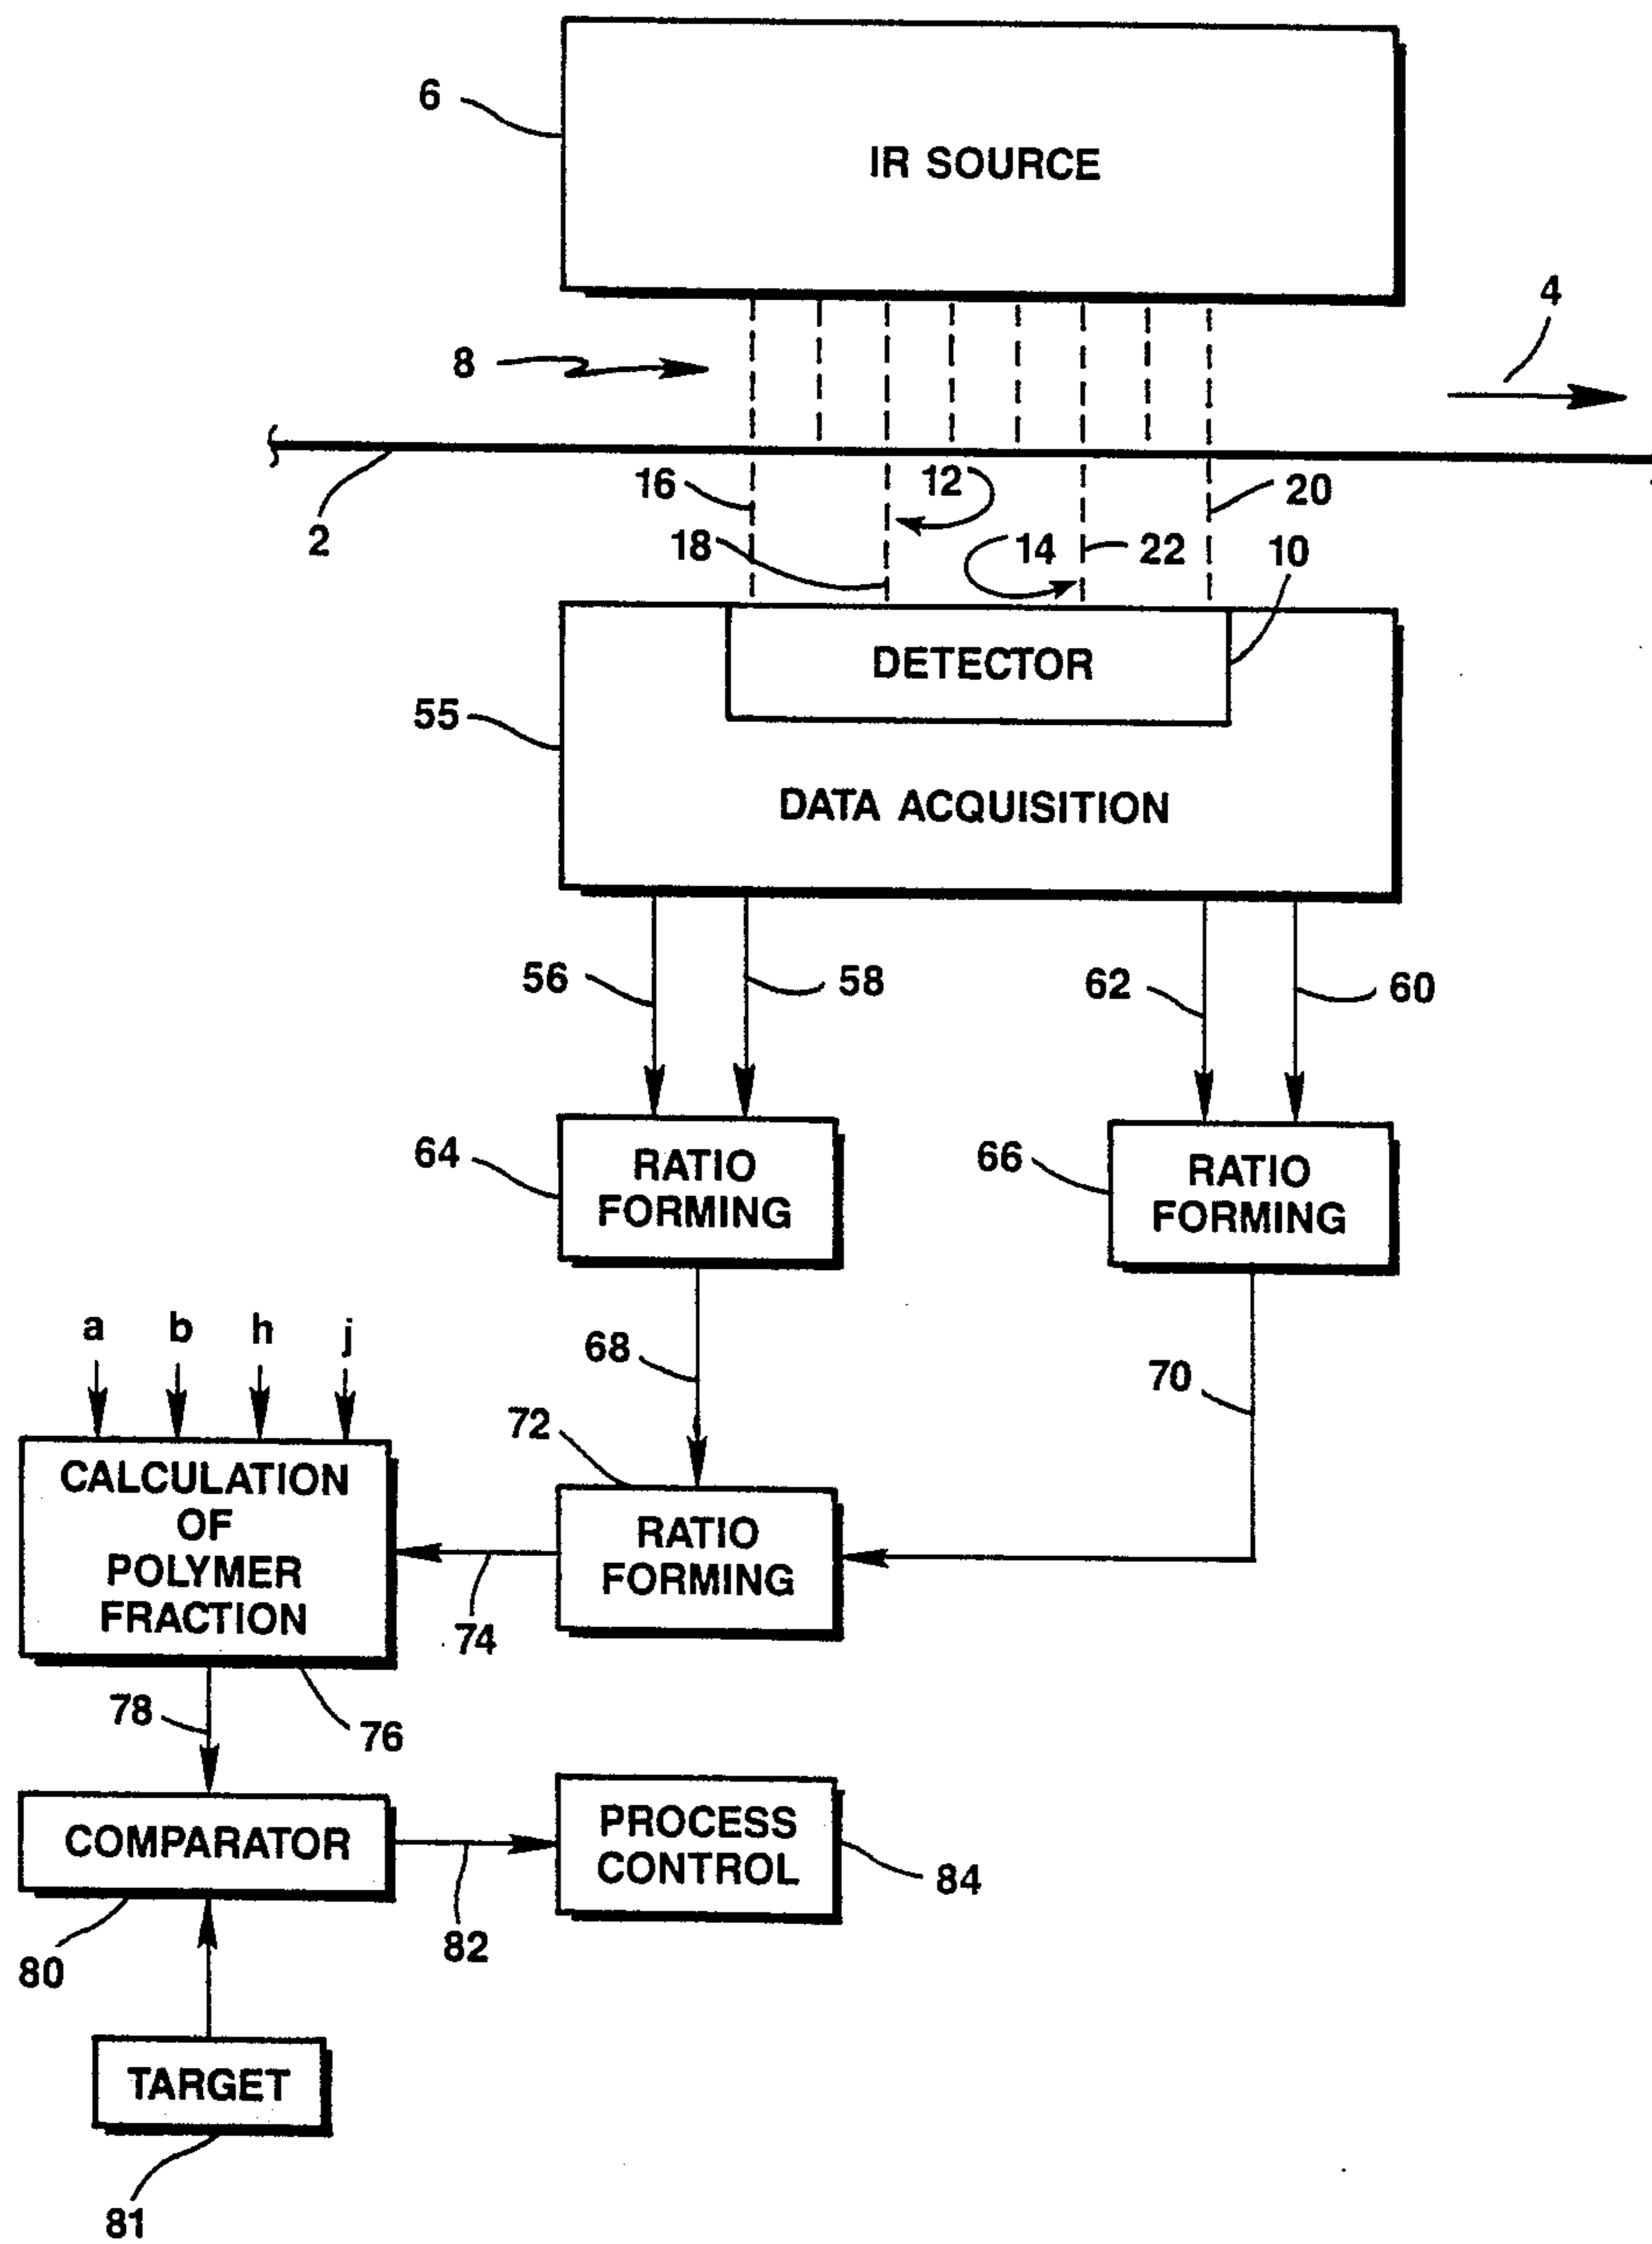 6
IR SOURCE
4
8
2
16
12
20
18
14
22
10
DETECTOR
55
DATA ACQUISITION
56
58
62
60
64
RATIO
FORMING
66
RATIO
FORMING
a b h j
68
70
72
CALCULATION
OF
POLYMER
FRACTION
RATIO
FORMING
74
78
76
COMPARATOR
PROCESS
CONTROL
84
82
80
TARGET
81